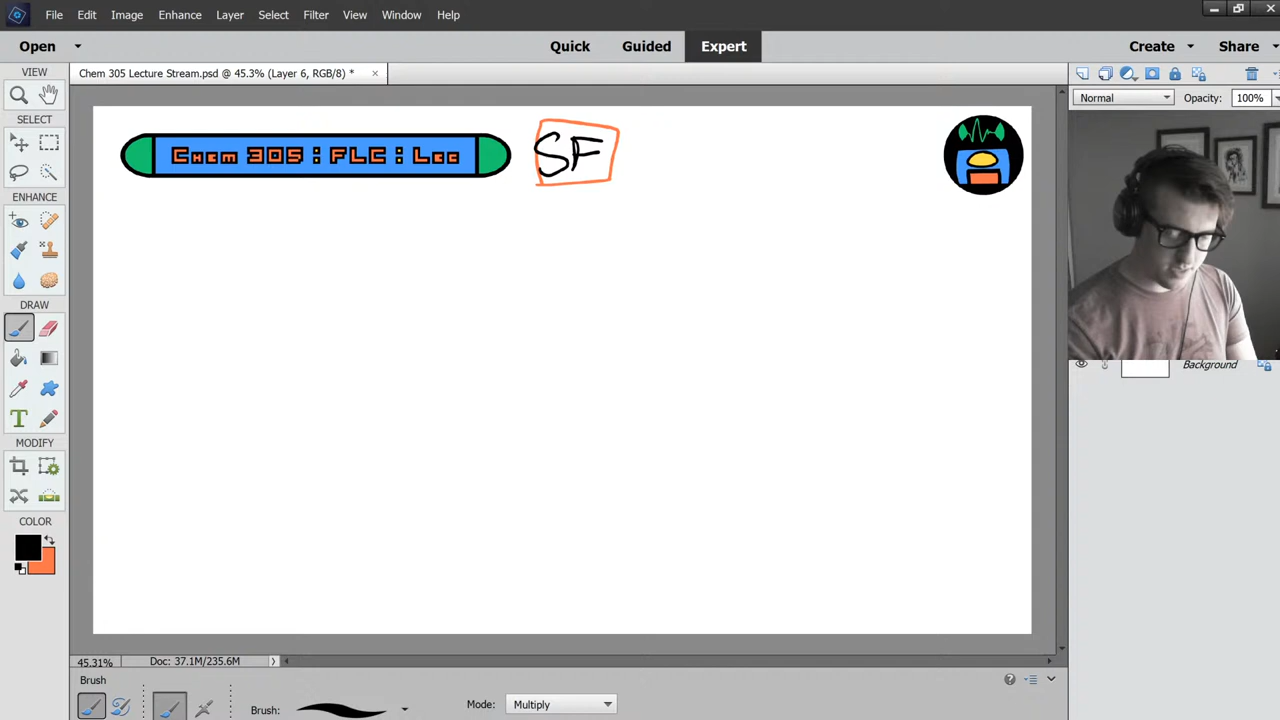 File Edit Image Enhance Layer Select Filter View Window Help
Open Quick Guided Expert Create Share
VIEW
Chem 305 Lecture Stream.psd @ 45.3% (Layer 6, RGB/8) * ×
Normal Opacity: 100%
SELECT
Chem 305 : FLC : Lec
SF
ENHANCE
DRAW
Background
MODIFY
COLOR
45.31% Doc: 37.1M/235.6M
Brush
Brush: Mode: Multiply